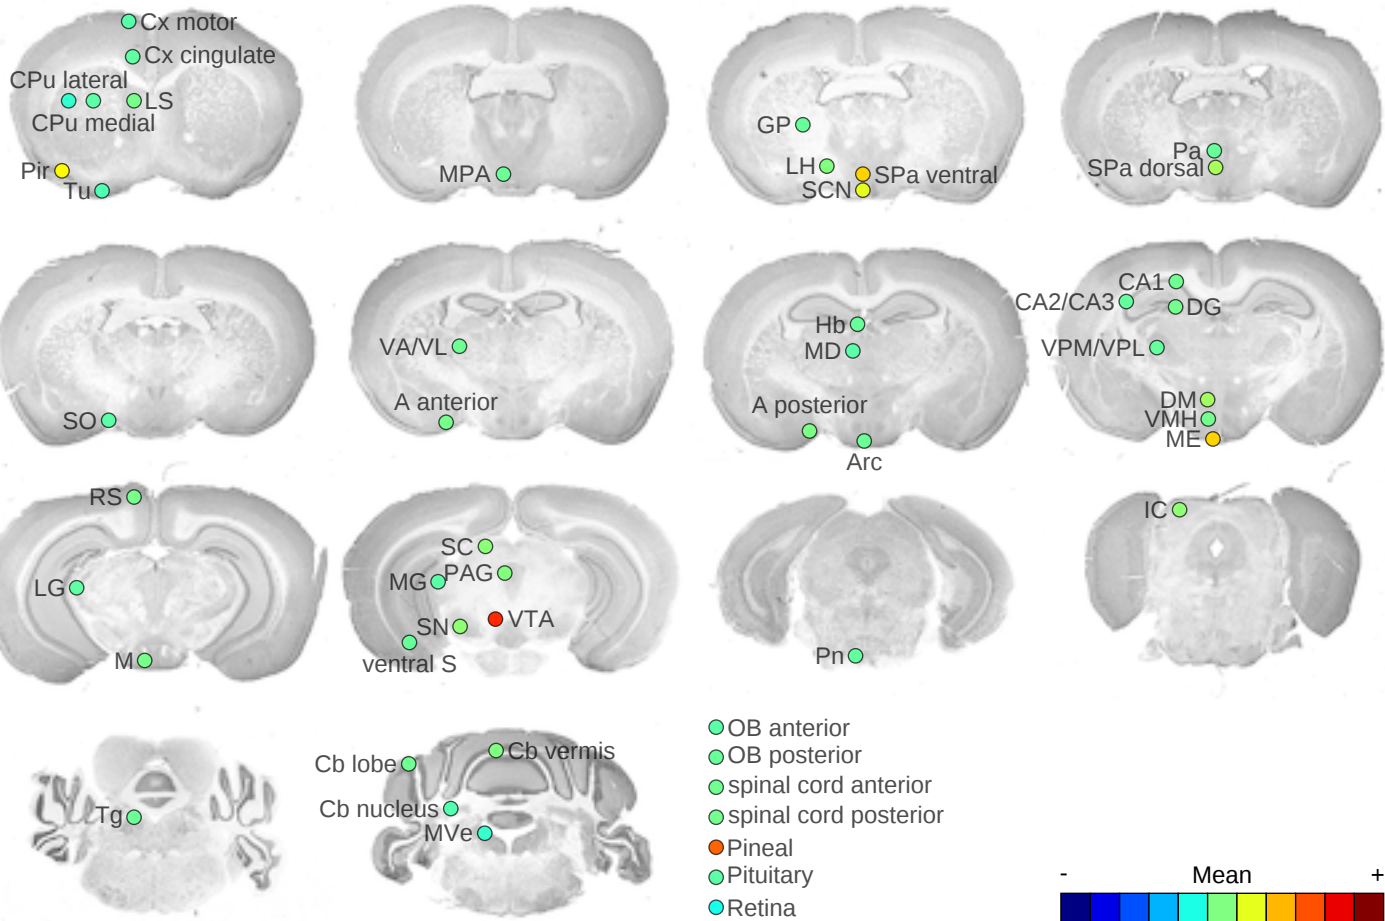 Cx motor
Cx cingulate
CPu lateral
LS
CPu medial
Pir
Tu
MPA
GP
LH
SPa ventral
SCN
Pa
SPa dorsal
SO
VA/VL
A anterior
Hb
MD
A posterior
Arc
CA1
CA2/CA3
DG
VPM/VPL
DM
VMH
ME
RS
LG
M
SC
MG
PAG
SN
VTA
ventral S
Pn
IC
Tg
Cb lobe
Cb vermis
Cb nucleus
MVe
OB anterior
OB posterior
spinal cord anterior
spinal cord posterior
Pineal
Pituitary
Retina
- Mean +